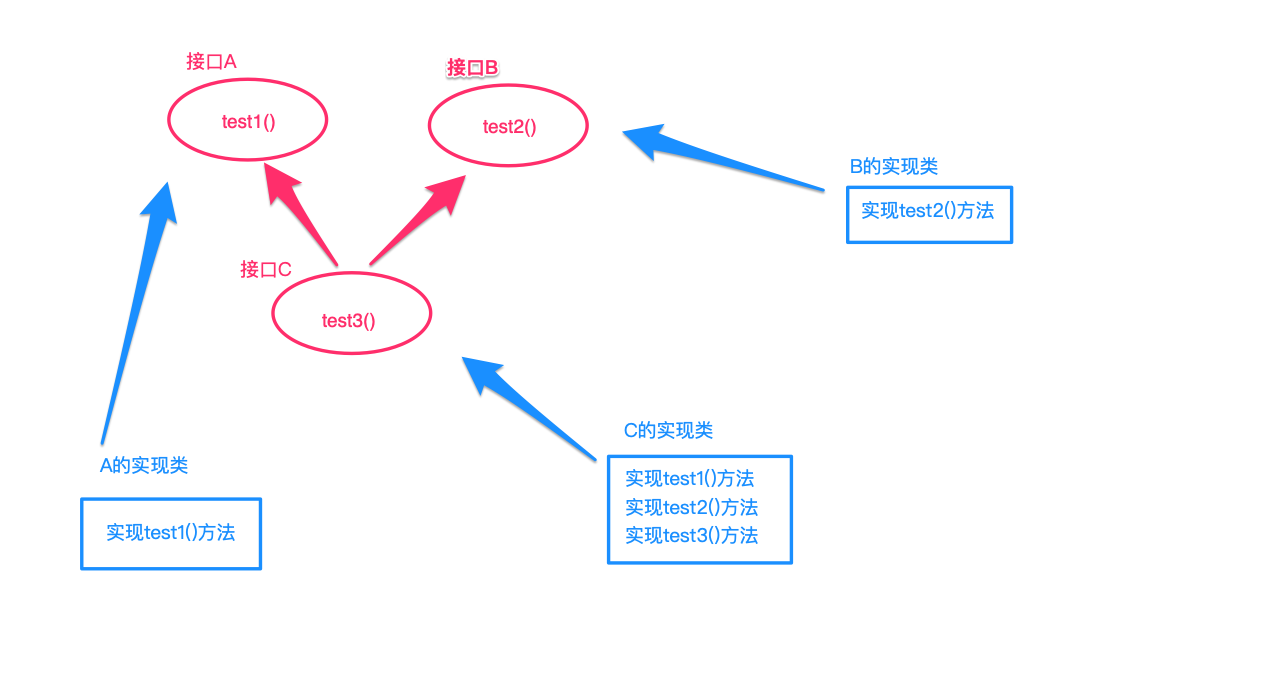 接口A
test1()
接口B
test2()
B的实现类
实现test2()方法
接口C
test3()
C的实现类
实现test1()方法
实现test2()方法
实现test3()方法
A的实现类
实现test1()方法